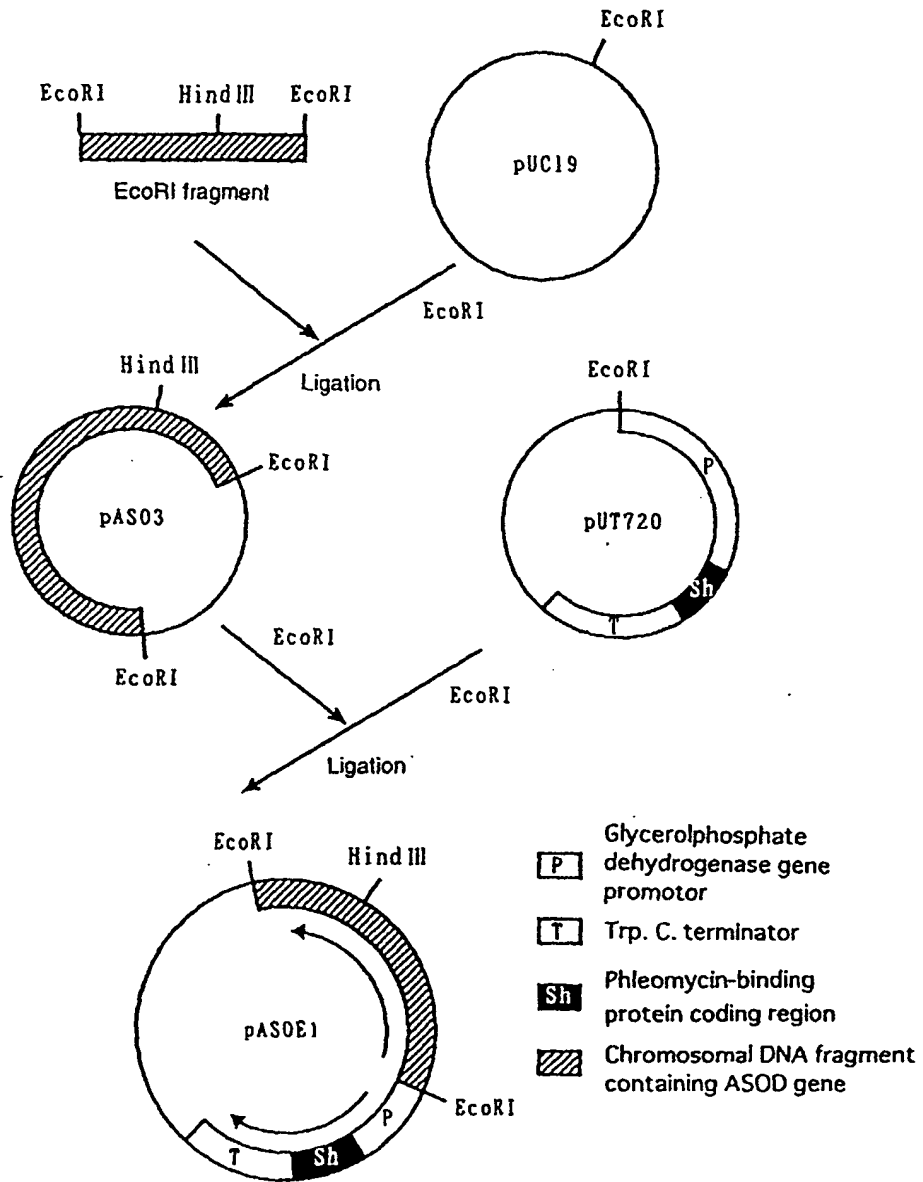 EcoRI
EcoRI HindIII EcoRI
pUC19
EcoRI fragment
EcoRI
HindIII
Ligation
EcoRI
EcoRI
P
pASO3
pUT720
Sh
T
EcoRI
EcoRI
EcoRI
Ligation
EcoRI
HindIII
pASOE1
EcoRI
P
Sh
T
P Glycerolphosphate
dehydrogenase gene
promotor
T Trp. C. terminator
Sh Phleomycin-binding
protein coding region
Chromosomal DNA fragment
containing ASOD gene